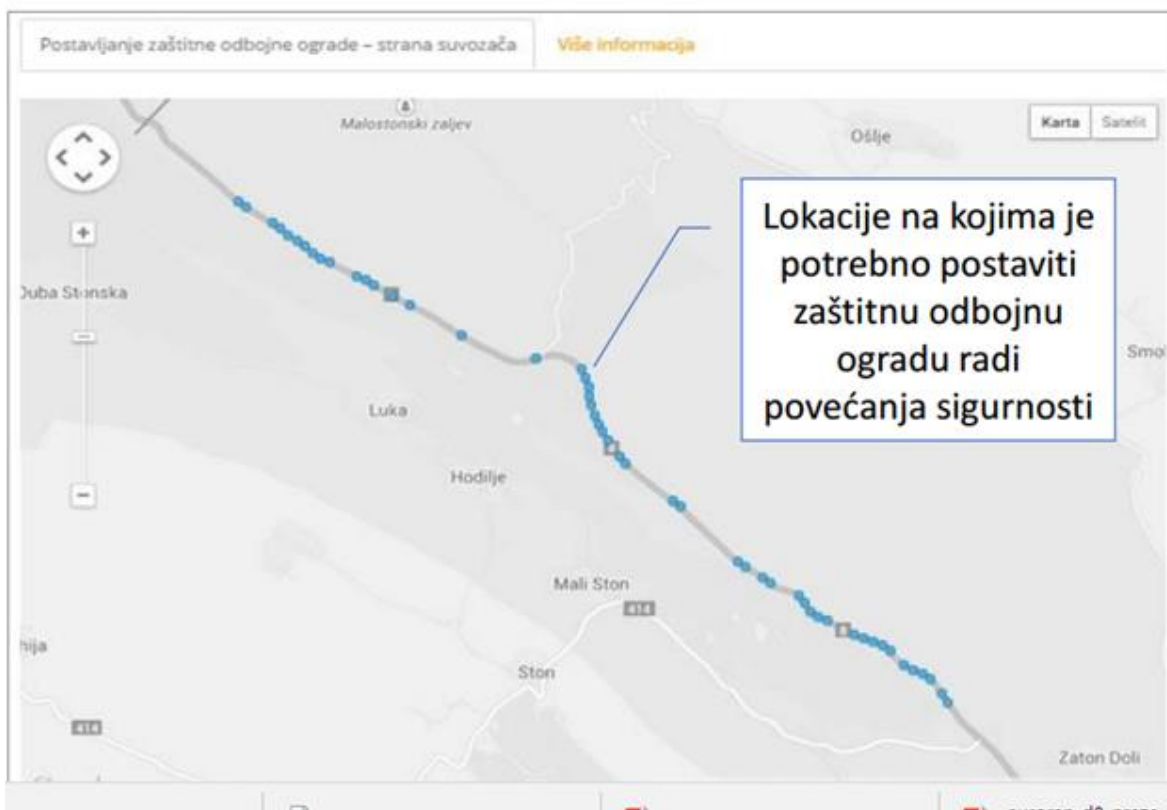 Postavljanje zaštitne odbojne ograde – strana suvozača
Više informacija
Malostonski zaljev
Ošlje
Karta
Satelit
Lokacije na kojima je
potrebno postaviti
zaštitnu odbojnu
ogradu radi
povećanja sigurnosti
Duba Stonska
Smo
Luka
Hodilje
Mali Ston
414
hija
Ston
414
Zaton Doli